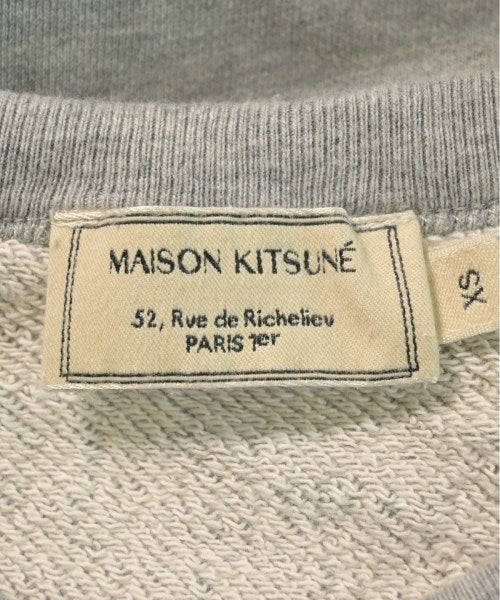 MAISON KITSUNÉ
52, Rue de Richelieu
PARIS 1er
XS